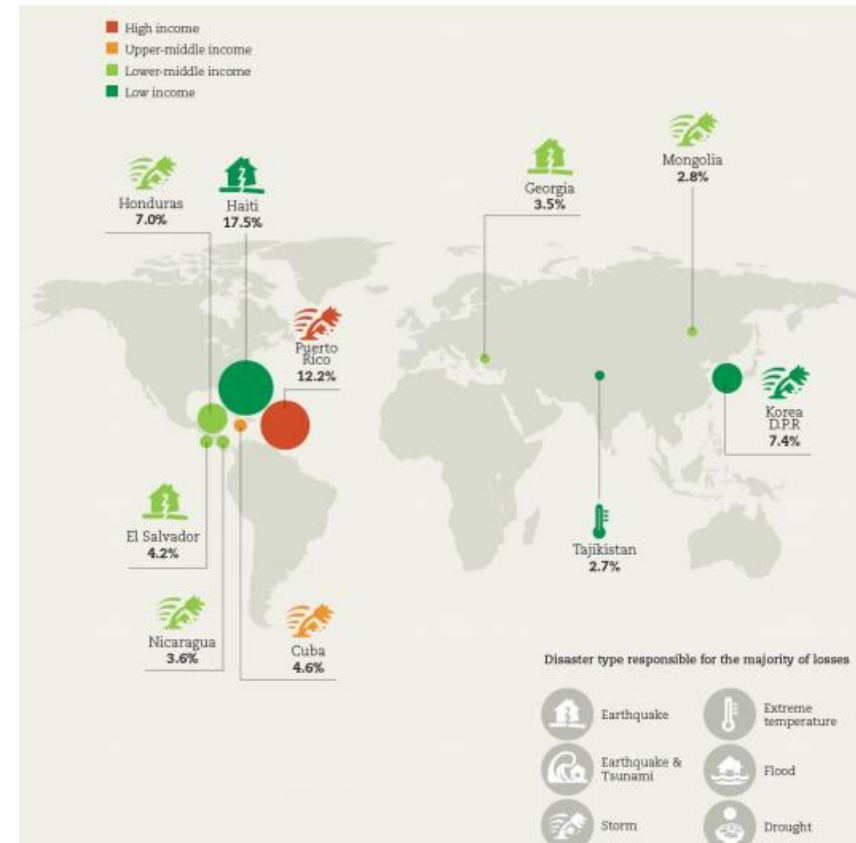 High income
Upper-middle income
Lower-middle income
Low income
Honduras
7.0%
Haiti
17.5%
Georgia
3.5%
Mongolia
2.8%
Puerto
Rico
12.2%
Korea
D.P.R
7.4%
El Salvador
4.2%
Tajikistan
2.7%
Nicaragua
3.6%
Cuba
4.6%
Disaster type responsible for the majority of losses
Earthquake
Extreme
temperature
Earthquake &
Tsunami
Flood
Storm
Drought